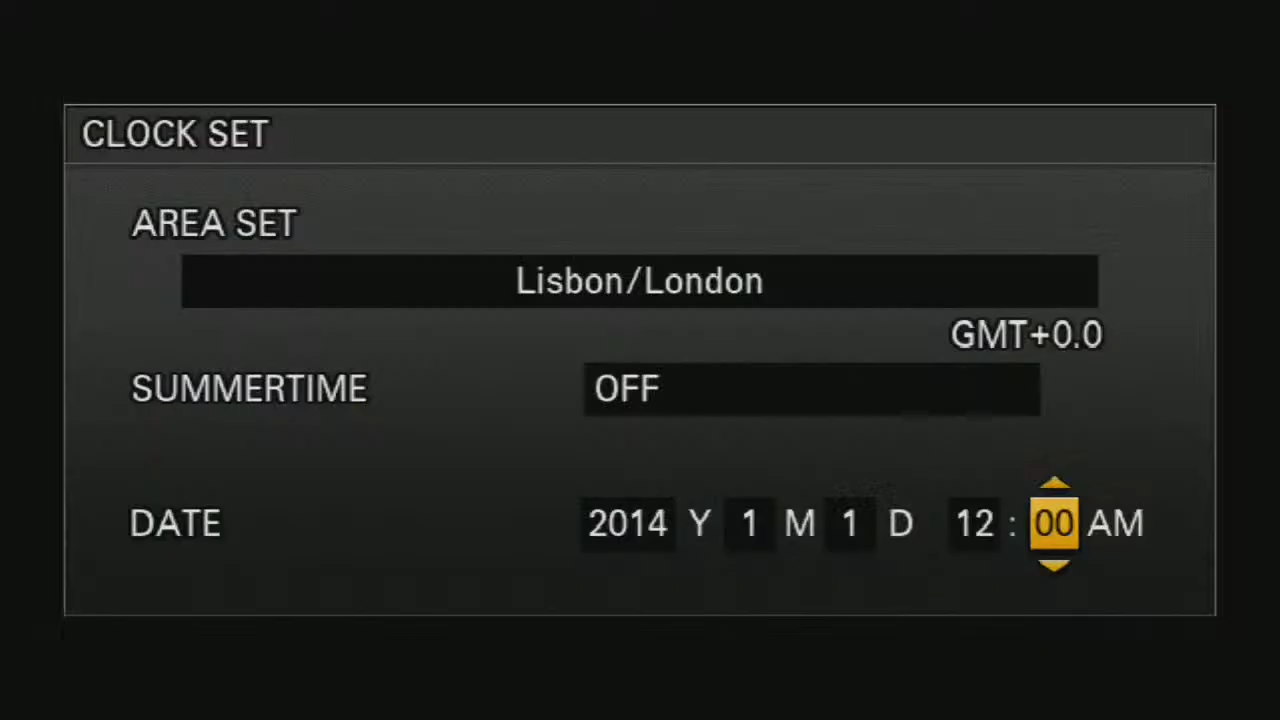 CLOCK SET
AREA SET
Lisbon/London
GMT+0.0
SUMMERTIME OFF
DATE 2014 Y 1 M 1 D 12 : 00 AM